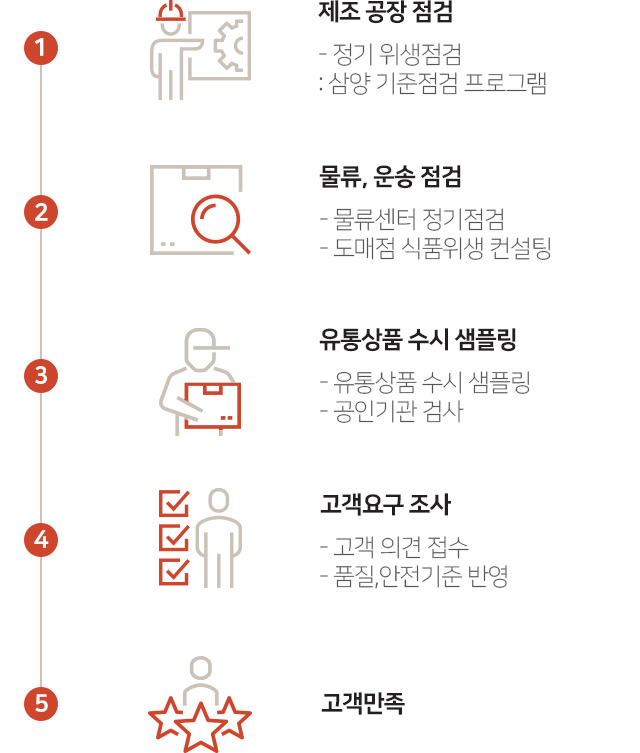 1
제조 공장 점검
- 정기 위생점검
: 삼양 기준점검 프로그램
2
물류, 운송 점검
- 물류센터 정기점검
- 도매점 식품위생 컨설팅
3
유통상품 수시 샘플링
- 유통상품 수시 샘플링
- 공인기관 검사
4
고객요구 조사
- 고객 의견 접수
- 품질,안전기준 반영
5
고객만족